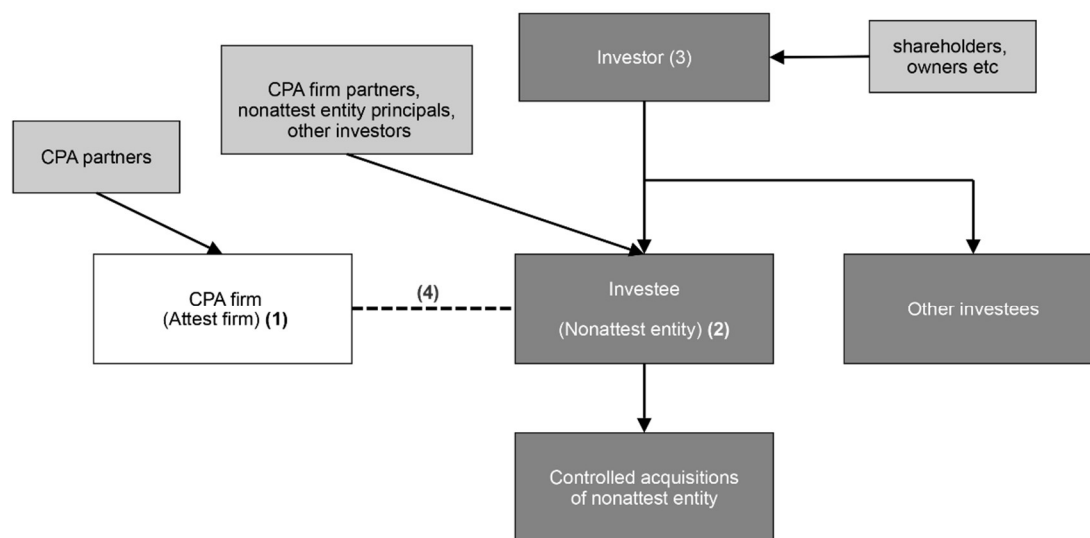 Investor (3)
shareholders,
owners etc
CPA firm partners,
nonattest entity principals,
other investors
CPA partners
CPA firm
(Attest firm) (1)
(4)
Investee
(Nonattest entity) (2)
Other investees
Controlled acquisitions
of nonattest entity